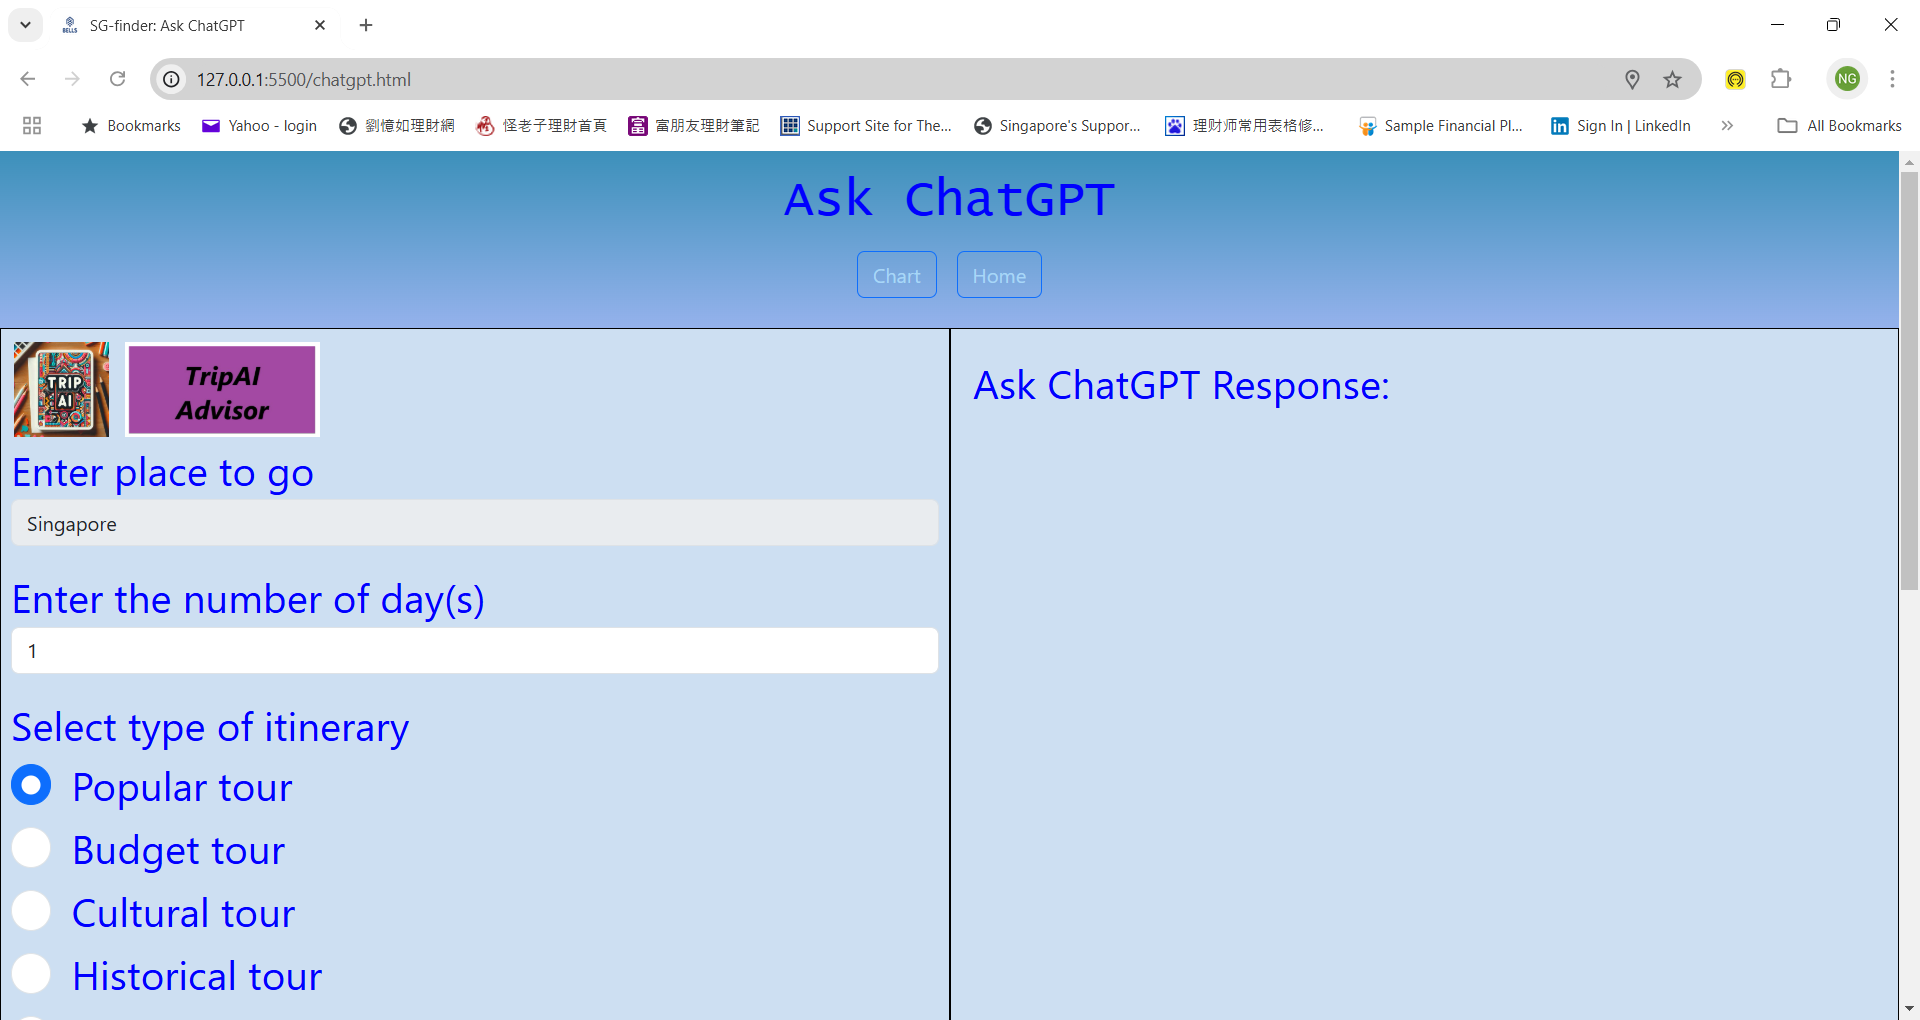 SG-finder: Ask ChatGPT
127.0.0.1:5500/chatgpt.html
NG
Bookmarks
Yahoo - login
劉憶如理財網
怪老子理財首頁
富朋友理財筆記
Support Site for The...
Singapore's Suppor...
理财师常用表格修...
Sample Financial Pl...
Sign In | LinkedIn
All Bookmarks
Ask ChatGPT
Chart
Home
TRIP
AI
TripAI
Advisor
Enter place to go
Singapore
Enter the number of day(s)
1
Select type of itinerary
Popular tour
Budget tour
Cultural tour
Historical tour
Ask ChatGPT Response: